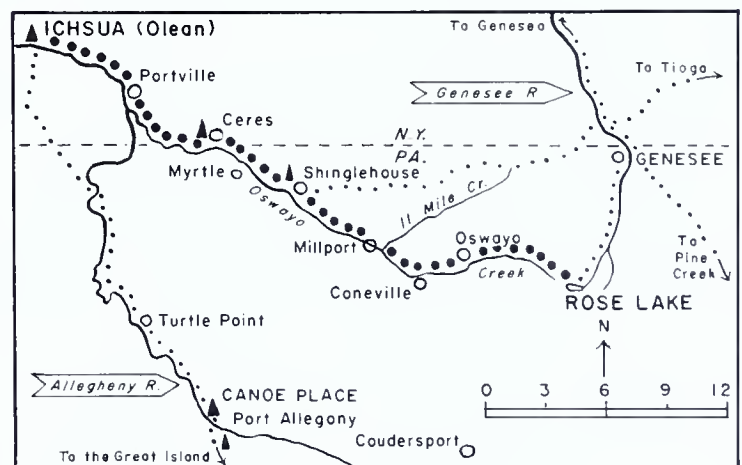 ICHSUA (Olean)
To Genesee
Portville
To Tioga
Genesee R
Ceres
N.Y.
PA.
GENESEE
Myrtle
Shinglehouse
Oswayo
11 Mile Cr.
Millport
Oswayo
Creek
Coneville
To
Pine
Creek
ROSE LAKE
N
Turtle Point
0 3 6 9 12
Allegheny R.
CANOE PLACE
Port Allegony
Coudersport
To the Great Island